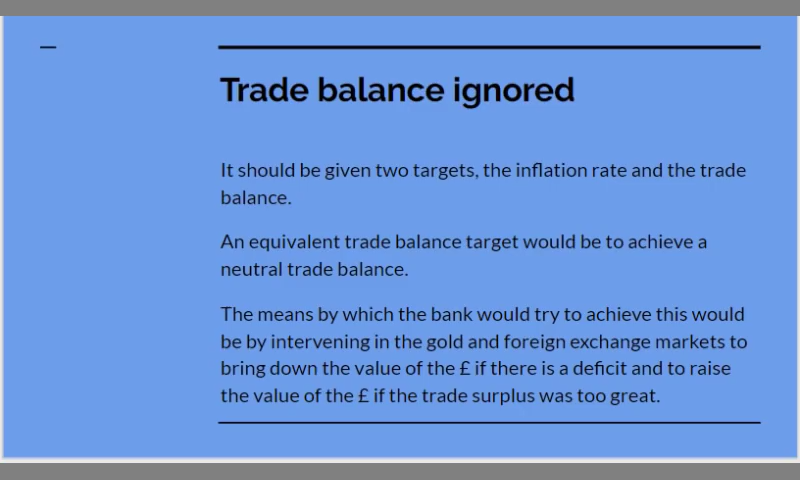 Trade balance ignored
It should be given two targets, the inflation rate and the trade
balance.
An equivalent trade balance target would be to achieve a
neutral trade balance.
The means by which the bank would try to achieve this would
be by intervening in the gold and foreign exchange markets to
bring down the value of the £ if there is a deficit and to raise
the value of the £ if the trade surplus was too great.